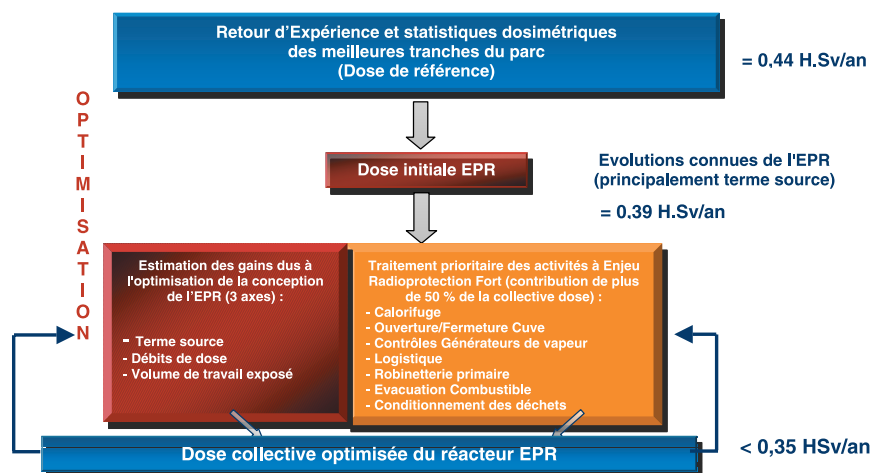 Retour d'Expérience et statistiques dosimétriques
des meilleures tranches du parc
(Dose de référence)
= 0,44 H.Sv/an
OPTIMISATION
Dose initiale EPR
Evolutions connues de l'EPR
(principalement terme source)
= 0,39 H.Sv/an
Estimation des gains dus à
l'optimisation de la conception
de l'EPR (3 axes) :
- Terme source
- Débits de dose
- Volume de travail exposé
Traitement prioritaire des activités à Enjeu
Radioprotection Fort (contribution de plus
de 50 % de la collective dose) :
- Calorifuge
- Ouverture/Fermeture Cuve
- Contrôles Générateurs de vapeur
- Logistique
- Robinetterie primaire
- Evacuation Combustible
- Conditionnement des déchets
Dose collective optimisée du réacteur EPR
< 0,35 HSv/an